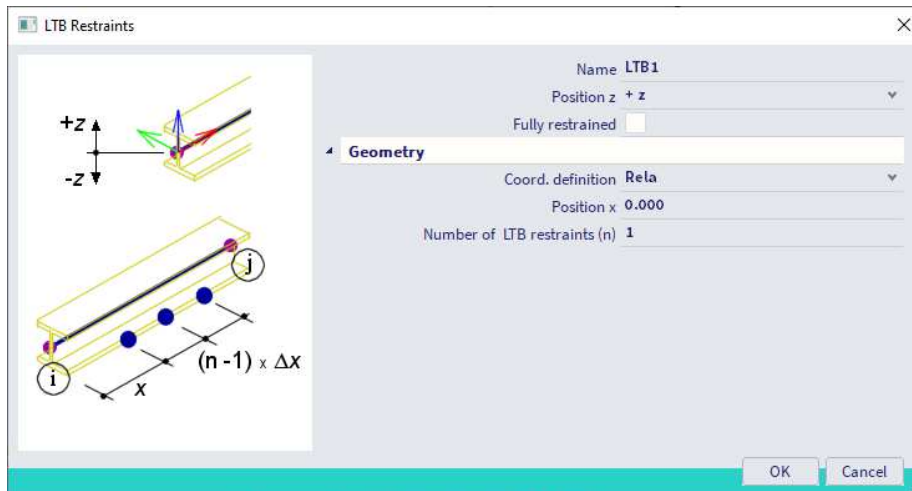 LTB Restraints
+z
-z
i
j
x
(n -1) x Δx
Name LTB1
Position z + z
Fully restrained
Geometry
Coord. definition Rela
Position x 0.000
Number of LTB restraints (n) 1
OK Cancel